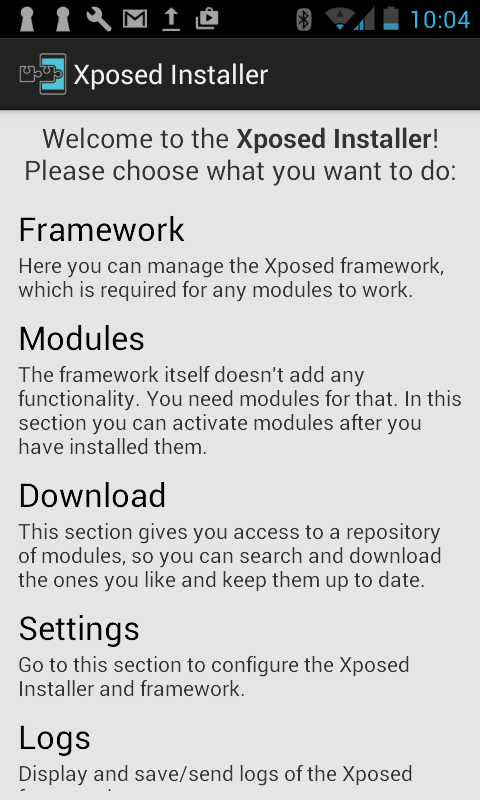 10:04
Xposed Installer
Welcome to the Xposed Installer!
Please choose what you want to do:
Framework
Here you can manage the Xposed framework,
which is required for any modules to work.
Modules
The framework itself doesn't add any
functionality. You need modules for that. In this
section you can activate modules after you
have installed them.
Download
This section gives you access to a repository
of modules, so you can search and download
the ones you like and keep them up to date.
Settings
Go to this section to configure the Xposed
Installer and framework.
Logs
Display and save/send logs of the Xposed